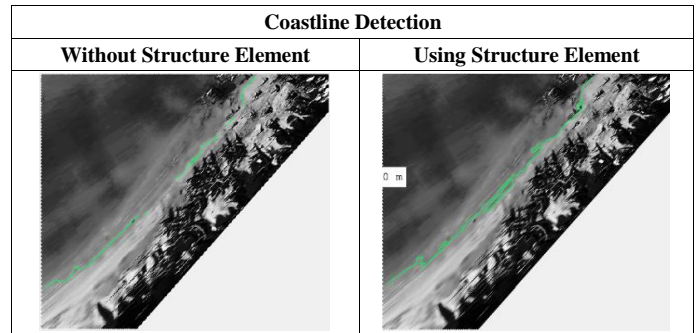 Coastline Detection
Without Structure Element
Using Structure Element
0 m